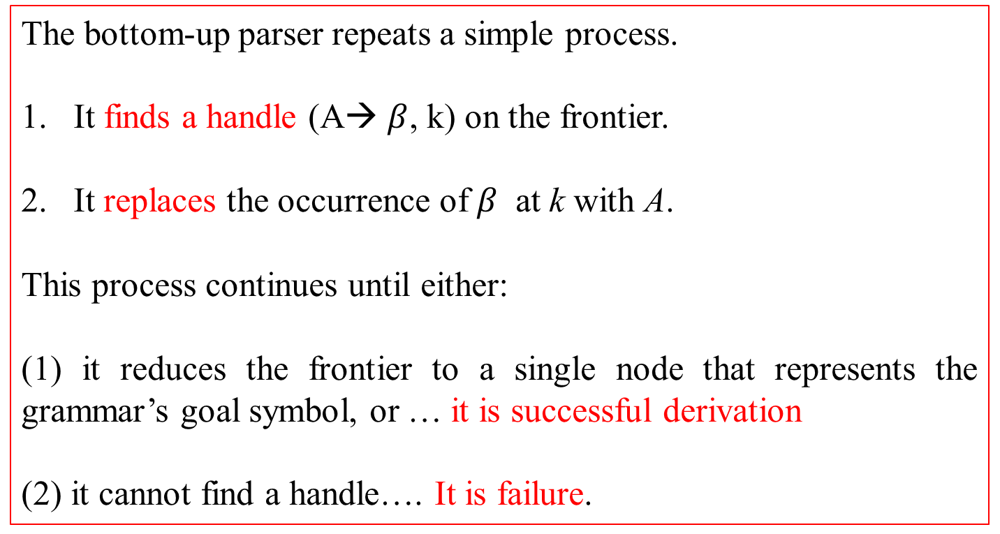 The bottom-up parser repeats a simple process.
1. It finds a handle (A→ β, k) on the frontier.
2. It replaces the occurrence of β at k with A.
This process continues until either:
(1) it reduces the frontier to a single node that represents the
grammar’s goal symbol, or … it is successful derivation
(2) it cannot find a handle…. It is failure.